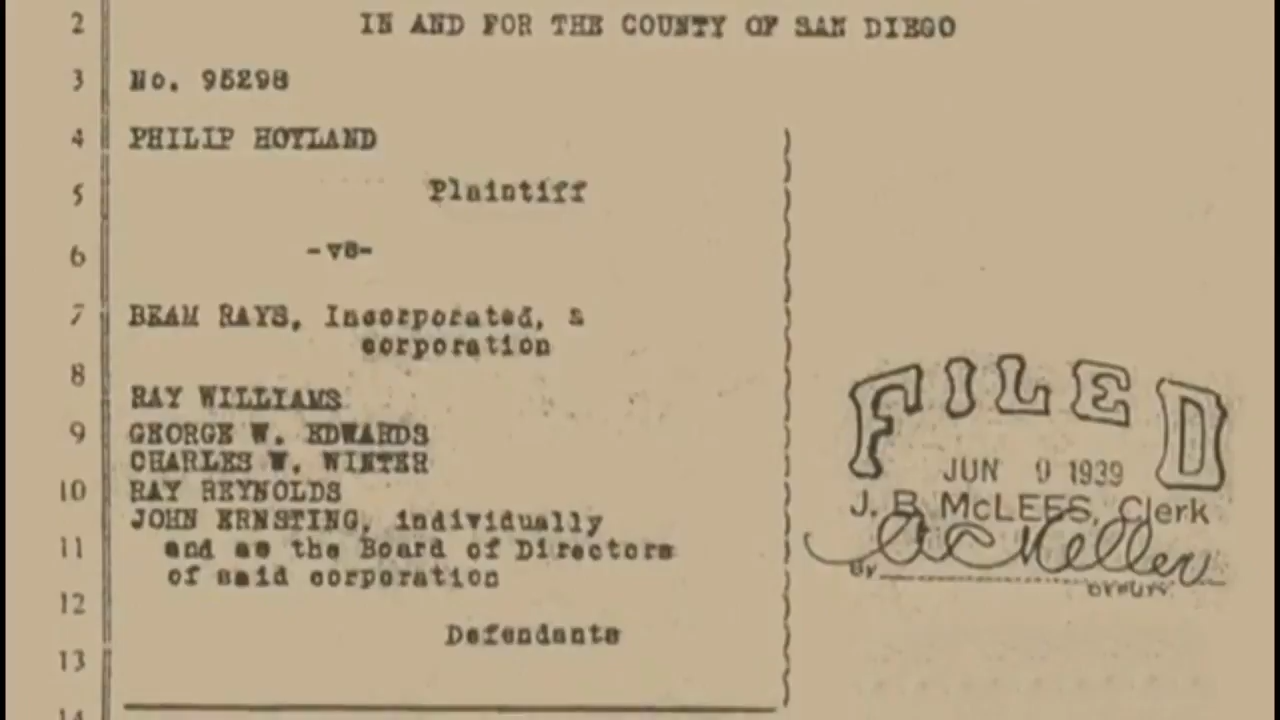 2 IN AND FOR THE COUNTY OF SAN DIEGO
3 No. 95298
4 PHILIP HOYLAND
5 Plaintiff
6 -vs-
7 BEAM RAYS, Incorporated, a
corporation
8
RAY WILLIAMS
9 GEORGE W. EDWARDS
CHARLES W. WINTER
10 RAY REYNOLDS
JOHN ERNSTING, individually
11 and as the Board of Directors
of said corporation
12
Defendants
13
14
FILED
JUN 9 1939
J. B. McLEES, Clerk
BY
DEPUTY